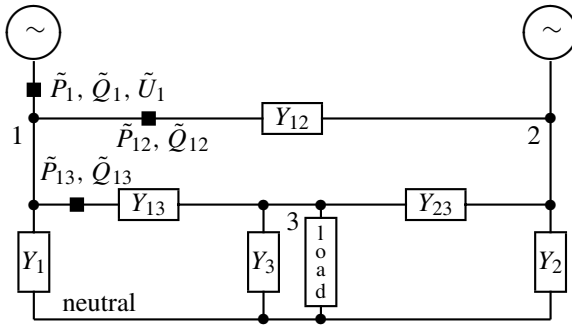 ~ ~
P̃₁, Q̃₁, Ũ₁
1 P̃₁₂, Q̃₁₂ Y₁₂ 2
P̃₁₃, Q̃₁₃ Y₁₃ 3 Y₂₃
Y₁ Y₃ load Y₂
neutral